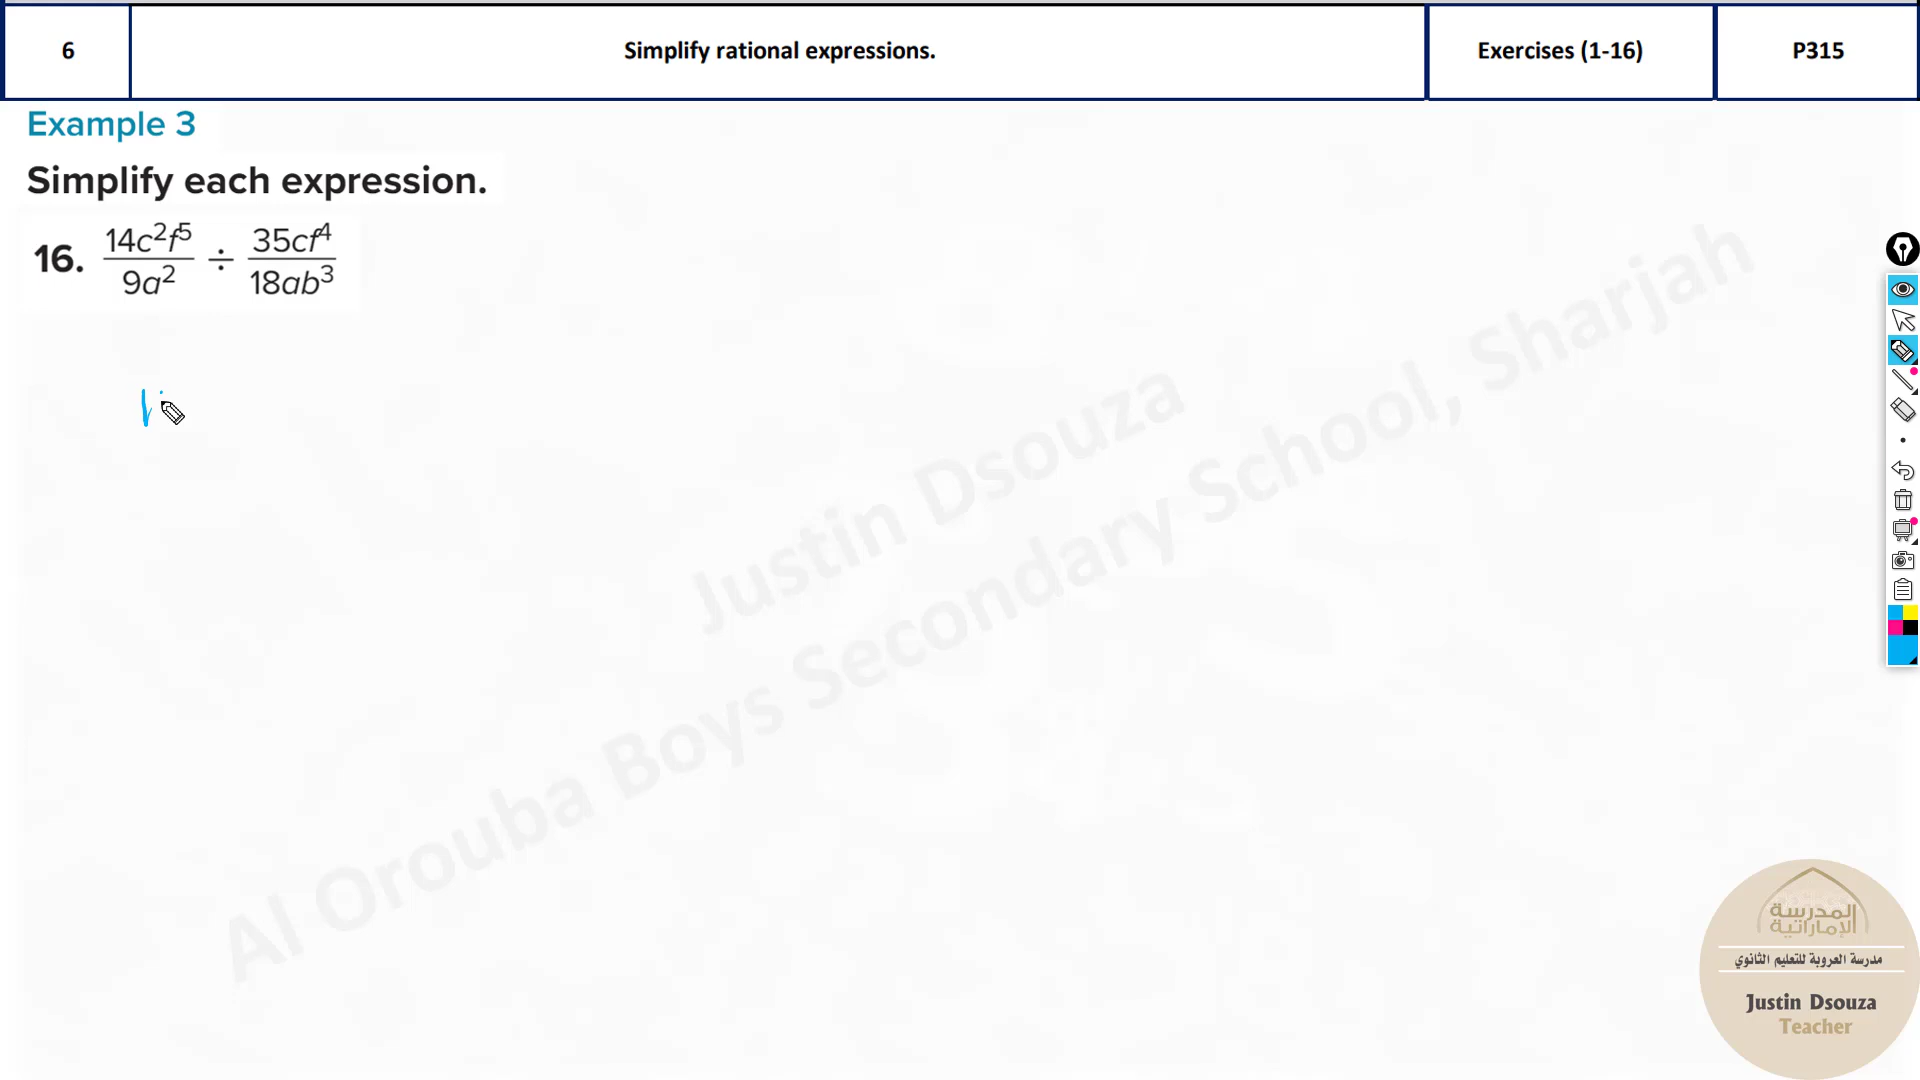 6 Simplify rational expressions. Exercises (1-16) P315
Example 3
Simplify each expression.
16. 14c²f⁵/9a² ÷ 35cf⁴/18ab³
Justin Dsouza
Al Orouba Boys Secondary School, Sharjah
المدرسة
الإماراتية
مدرسة العروبة للتعليم الثانوي
Justin Dsouza
Teacher